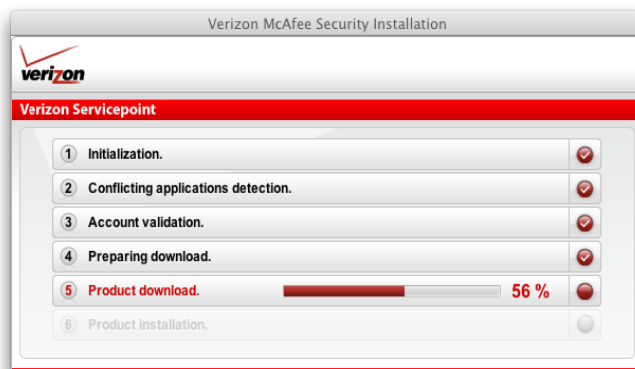 Verizon McAfee Security Installation
verizon
Verizon Servicepoint
1 Initialization.
2 Conflicting applications detection.
3 Account validation.
4 Preparing download.
5 Product download. 56 %
6 Product installation.